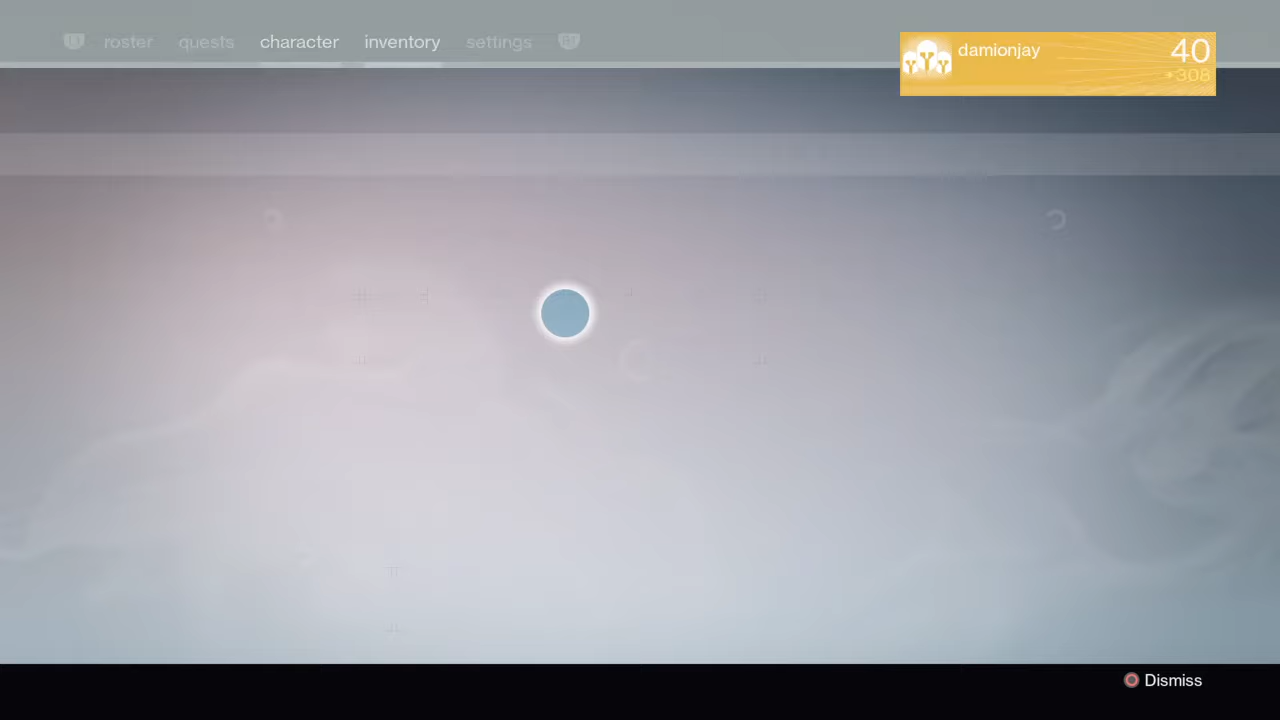 roster quests character inventory settings
damionjay
40
+308
Dismiss